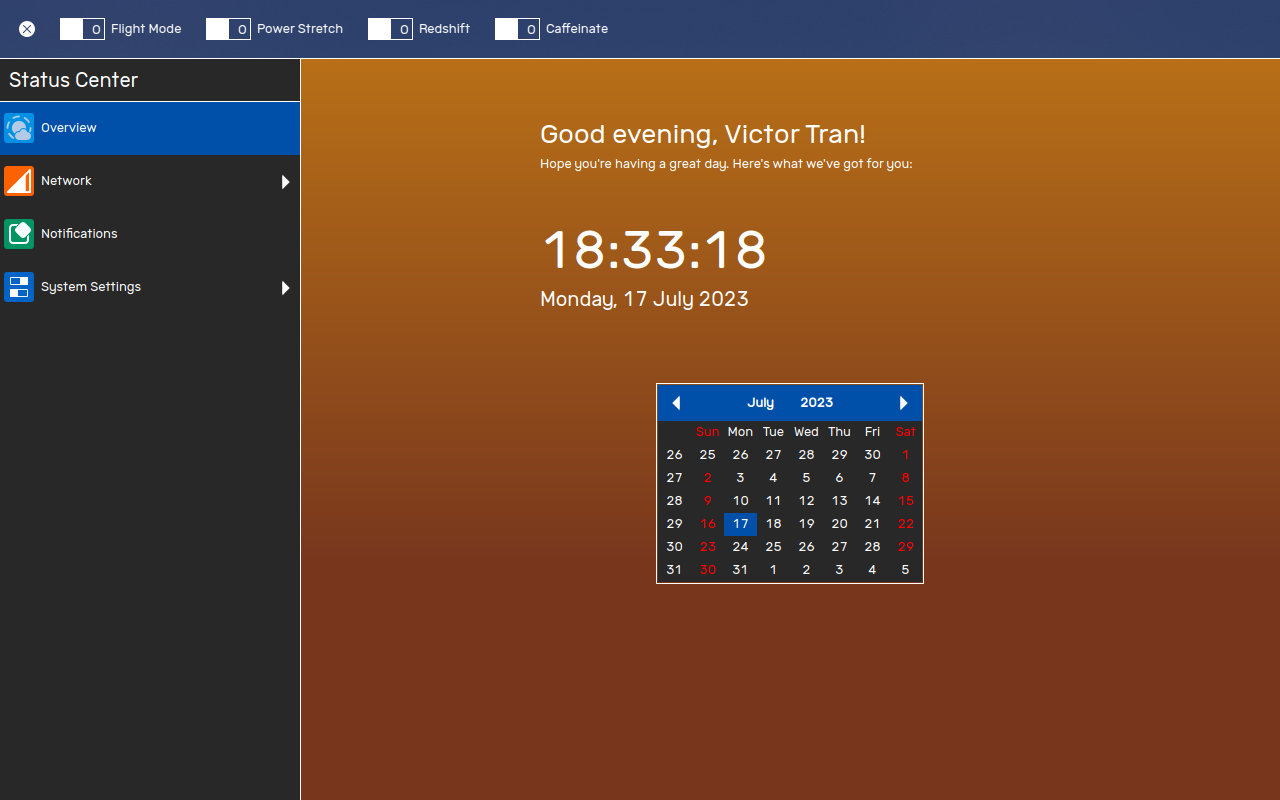 Flight Mode Power Stretch Redshift Caffeinate
Status Center
Overview
Network
Notifications
System Settings
Good evening, Victor Tran!
Hope you're having a great day. Here's what we've got for you:
18:33:18
Monday, 17 July 2023
July 2023
Sun Mon Tue Wed Thu Fri Sat
26 25 26 27 28 29 30 1
27 2 3 4 5 6 7 8
28 9 10 11 12 13 14 15
29 16 17 18 19 20 21 22
30 23 24 25 26 27 28 29
31 30 31 1 2 3 4 5